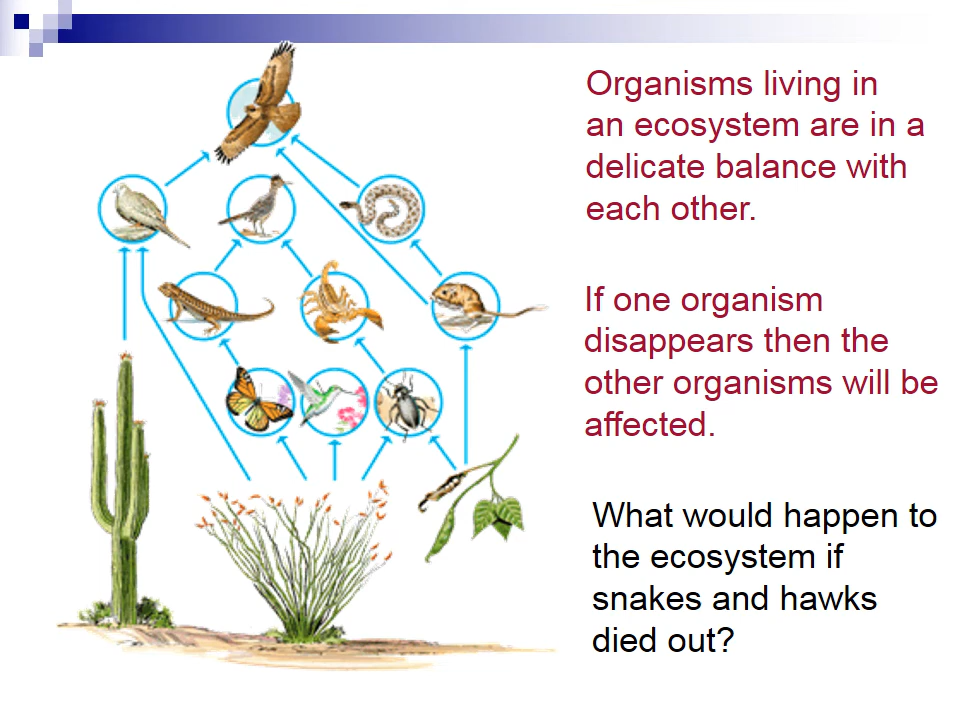 Organisms living in
an ecosystem are in a
delicate balance with
each other.
If one organism
disappears then the
other organisms will be
affected.
What would happen to
the ecosystem if
snakes and hawks
died out?